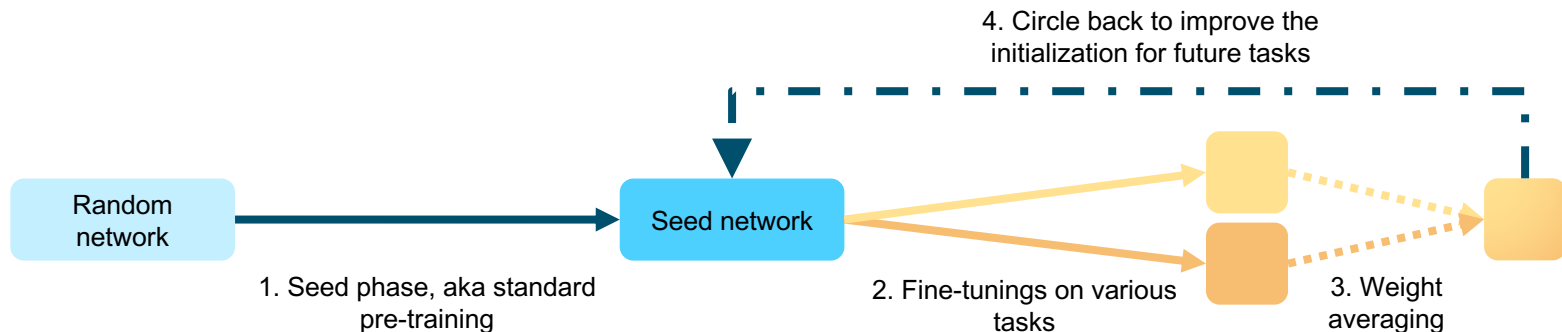 4. Circle back to improve the
initialization for future tasks
Random
network
Seed network
1. Seed phase, aka standard
pre-training
2. Fine-tunings on various
tasks
3. Weight
averaging